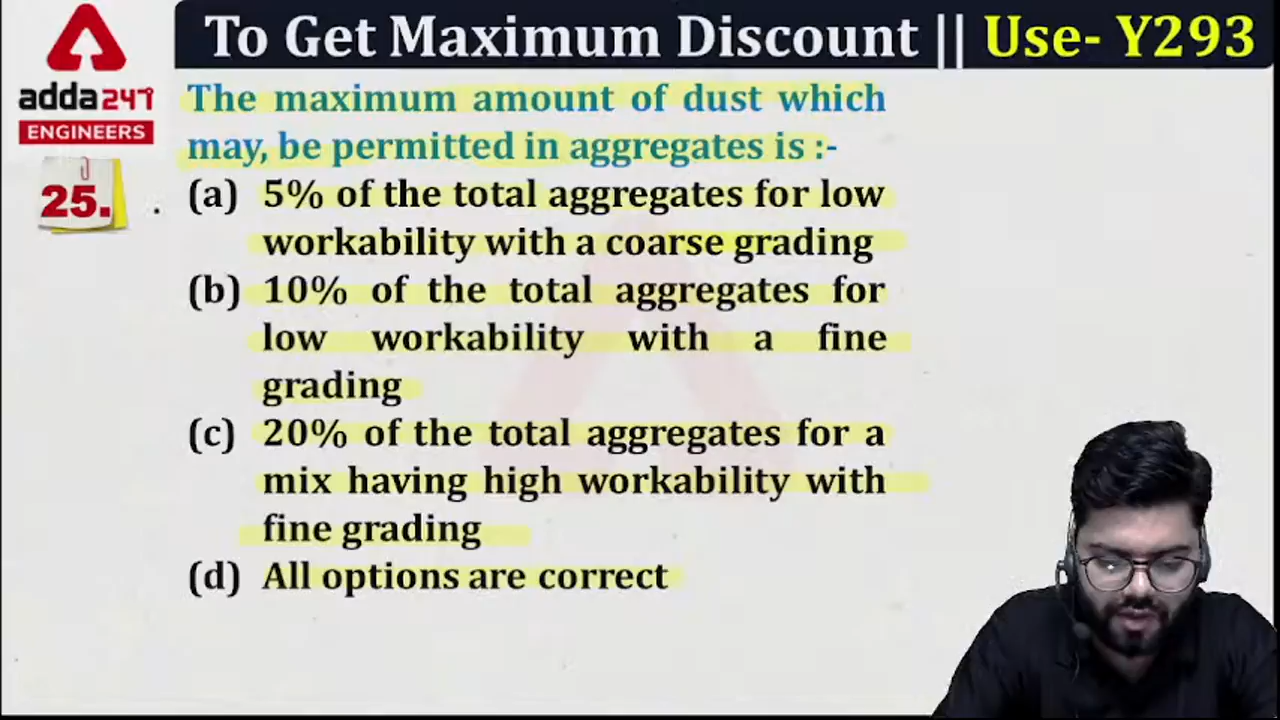 To Get Maximum Discount || Use- Y293
adda247
ENGINEERS
The maximum amount of dust which
may, be permitted in aggregates is :-
25.
(a) 5% of the total aggregates for low
workability with a coarse grading
(b) 10% of the total aggregates for
low workability with a fine
grading
(c) 20% of the total aggregates for a
mix having high workability with
fine grading
(d) All options are correct